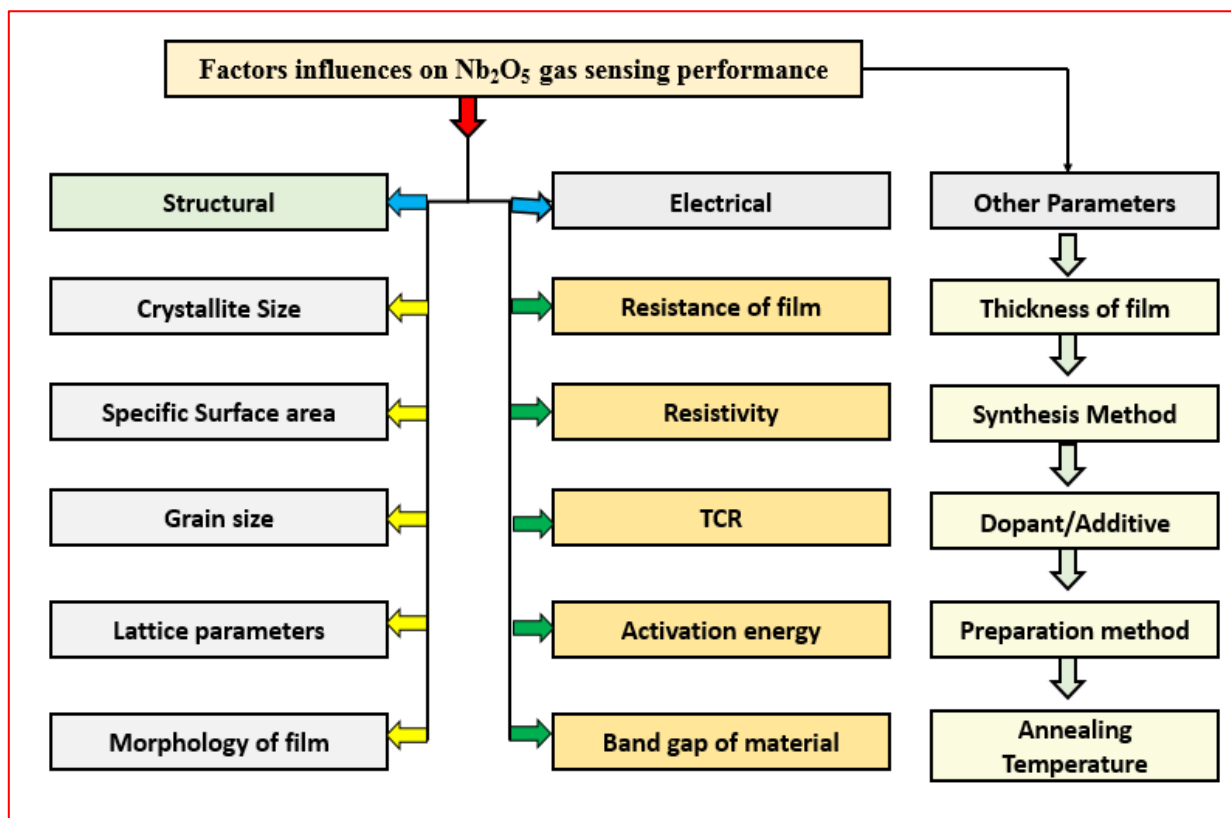 Factors influences on Nb₂O₅ gas sensing performance
Structural
Crystallite Size
Specific Surface area
Grain size
Lattice parameters
Morphology of film
Electrical
Resistance of film
Resistivity
TCR
Activation energy
Band gap of material
Other Parameters
Thickness of film
Synthesis Method
Dopant/Additive
Preparation method
Annealing
Temperature